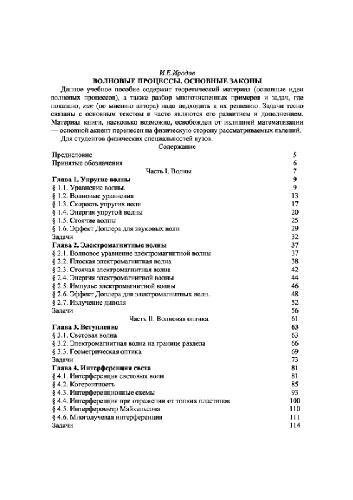 И.Е.Иродов
ВОЛНОВЫЕ ПРОЦЕССЫ. ОСНОВНЫЕ ЗАКОНЫ
Данное учебное пособие содержит теоретический материал (основные идеи
волновых процессов), а также разбор многочисленных примеров и задач, где
показано, как (по мнению автора) надо подходить к их решению. Задачи тесно
связаны с основным текстом и часто являются его развитием и дополнением.
Материал книги, насколько возможно, освобожден от излишней математизации
— основной акцент перенесен на физическую сторону рассматриваемых явлений.
Для студентов физических специальностей вузов.
Содержание
Предисловие 5
Принятые обозначения 6
Часть I. Волны 7
Глава 1. Упругие волны 9
§ 1.1. Уравнение волны. 9
§ 1.2. Волновые уравнения 13
§ 1.3. Скорость упругих волн 17
§ 1.4. Энергия упругой волны 20
§ 1.5. Стоячие волны 25
§ 1.6. Эффект Доплера для звуковых волн 29
Задачи 32
Глава 2. Электромагнитные волны 37
§ 2.1. Волновое уравнение электромагнитной волны 37
§ 2.2. Плоская электромагнитная волна 38
§ 2.3. Стоячая электромагнитная волна 42
§ 2.4. Энергия электромагнитной волны 44
§ 2.5. Импульс электромагнитной волны 46
§ 2.6. Эффект Доплера для электромагнитных волн. 48
§ 2.7. Излучение диполя 52
Задачи 56
Часть II. Волновая оптика 61
Глава 3. Вступление 63
§ 3.1. Световая волна 63
§ 3.2. Электромагнитная волна на границе раздела 66
§ 3.3. Геометрическая оптика 69
Задачи 73
Глава 4. Интерференция света 81
§ 4.1. Интерференция световых волн 81
§ 4.2. Когерентность 85
§ 4.3. Интерференционные схемы 93
§ 4.4. Интерференция при отражении от тонких пластинок 100
§ 4.5. Интерферометр Майкельсона 110
§ 4.6. Многолучевая интерференция 111
Задачи 114